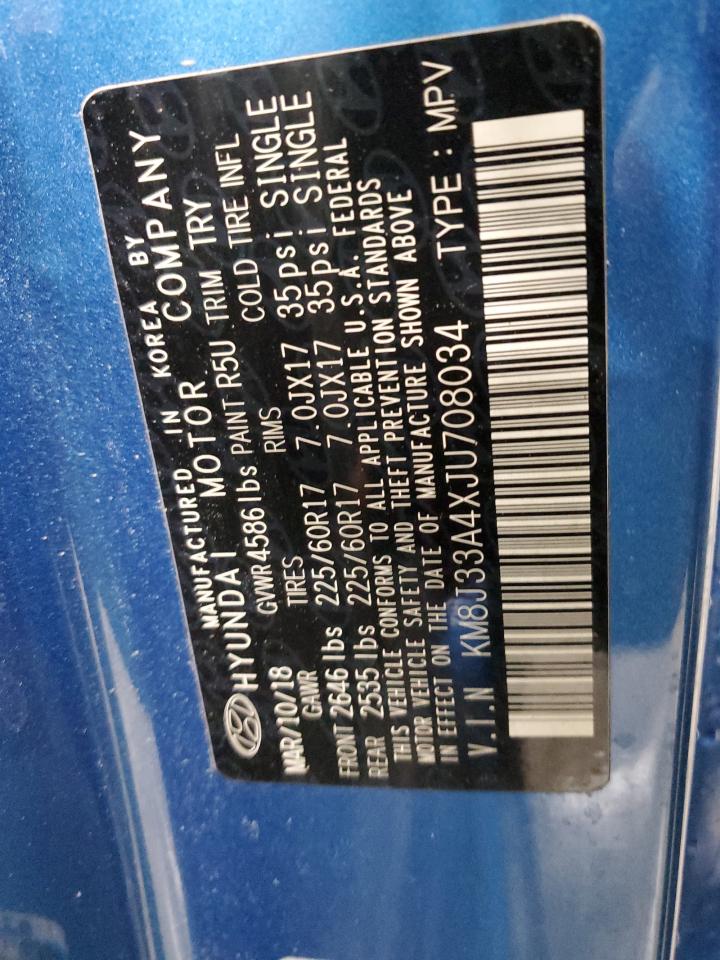 MANUFACTURED IN KOREA BY
HYUNDAI MOTOR COMPANY
MAR/10/18 GVWR 4586 lbs PAINT R5U TRIM TRY
GAWR TIRES RIMS COLD TIRE INFL
FRONT 2646 lbs 225/60R17 7.0JX17 35psi SINGLE
REAR 2535 lbs 225/60R17 7.0JX17 35psi SINGLE
THIS VEHICLE CONFORMS TO ALL APPLICABLE U.S.A. FEDERAL
MOTOR VEHICLE SAFETY AND THEFT PREVENTION STANDARDS
IN EFFECT ON THE DATE OF MANUFACTURE SHOWN ABOVE
V.I.N KM8J33A4XJU708034 TYPE : MPV